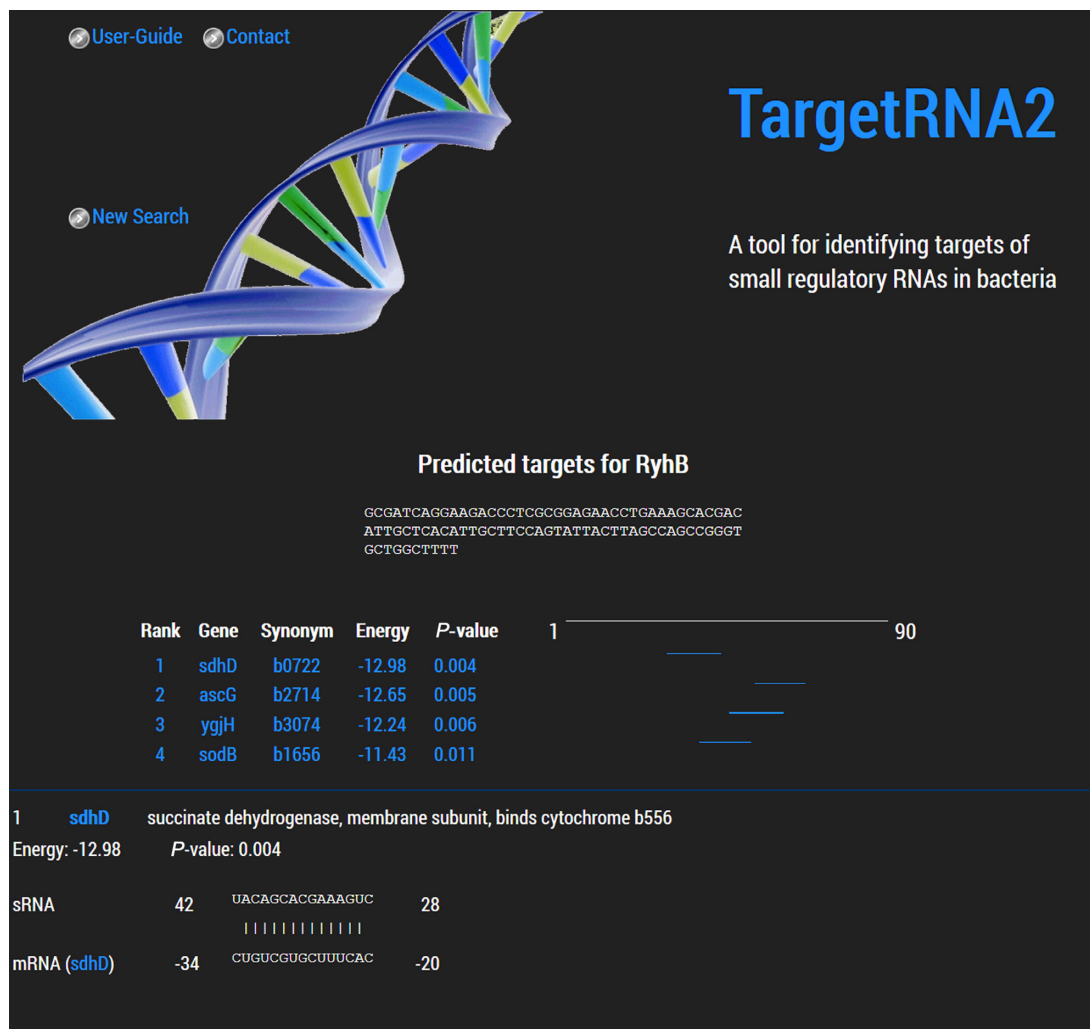 User-Guide Contact
TargetRNA2
New Search
A tool for identifying targets of
small regulatory RNAs in bacteria
Predicted targets for RyhB
GCGATCAGGAAGACCCTCGCGGAGAACCTGAAAGCACGAC
ATTGCTCACATTGCTTCCAGTATTACTTAGCCAGCCGGGT
GCTGGCTTTT
Rank Gene Synonym Energy P-value 1 90
1 sdhD b0722 -12.98 0.004
2 ascG b2714 -12.65 0.005
3 ygjH b3074 -12.24 0.006
4 sodB b1656 -11.43 0.011
1 sdhD succinate dehydrogenase, membrane subunit, binds cytochrome b556
Energy: -12.98 P-value: 0.004
sRNA 42 UACAGCACGAAAGUC 28
mRNA (sdhD) -34 CUGUCGUGCUUUCAC -20